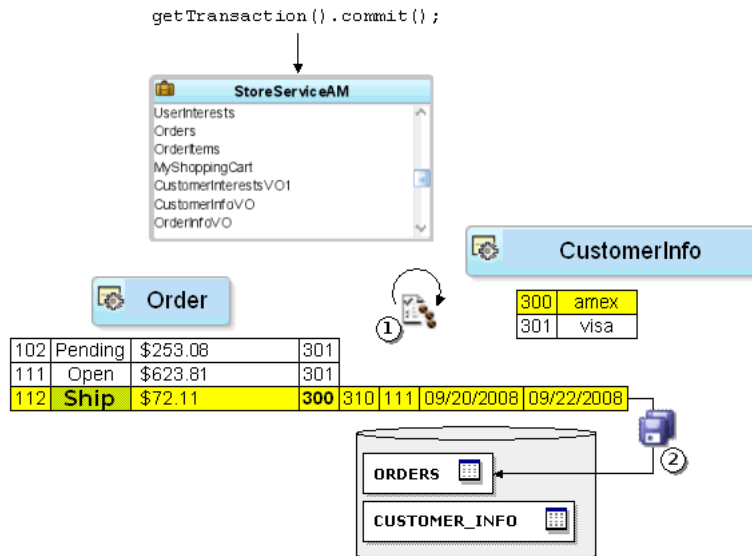 getTransaction().commit();
StoreServiceAM
UserInterests
Orders
OrderItems
MyShoppingCart
CustomerInterestsVO1
CustomerInfoVO
OrderInfoVO
CustomerInfo
Order
300 amex
301 visa
1
102 Pending $253.08 301
111 Open $623.81 301
112 Ship $72.11 300 310 111 09/20/2008 09/22/2008
2
ORDERS
CUSTOMER_INFO